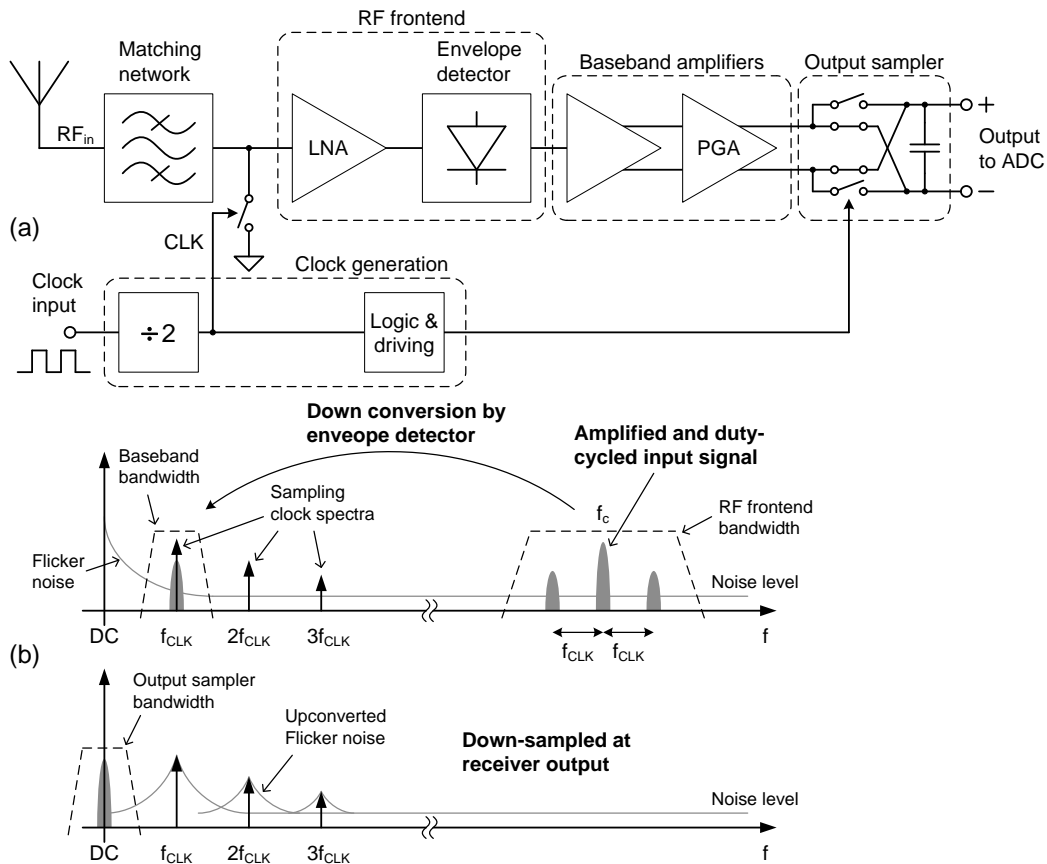 RF frontend
Matching
network
Envelope
detector
Baseband amplifiers
Output sampler
RFin
LNA
PGA
+
Output
to ADC
−
(a)
CLK
Clock
input
Clock generation
÷2
Logic &
driving
Down conversion by
enveope detector
Amplified and duty-
cycled input signal
Baseband
bandwidth
Sampling
clock spectra
fc
RF frontend
bandwidth
Flicker
noise
Noise level
DC
fCLK
2fCLK
3fCLK
f
fCLK
fCLK
(b)
Output sampler
bandwidth
Upconverted
Flicker noise
Down-sampled at
receiver output
Noise level
DC
fCLK
2fCLK
3fCLK
f